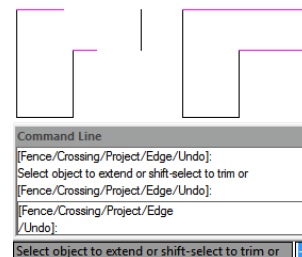 Command Line
[Fence/Crossing/Project/Edge/Undo]:
Select object to extend or shift-select to trim or
[Fence/Crossing/Project/Edge/Undo]:
[Fence/Crossing/Project/Edge
/Undo]:
Select object to extend or shift-select to trim or